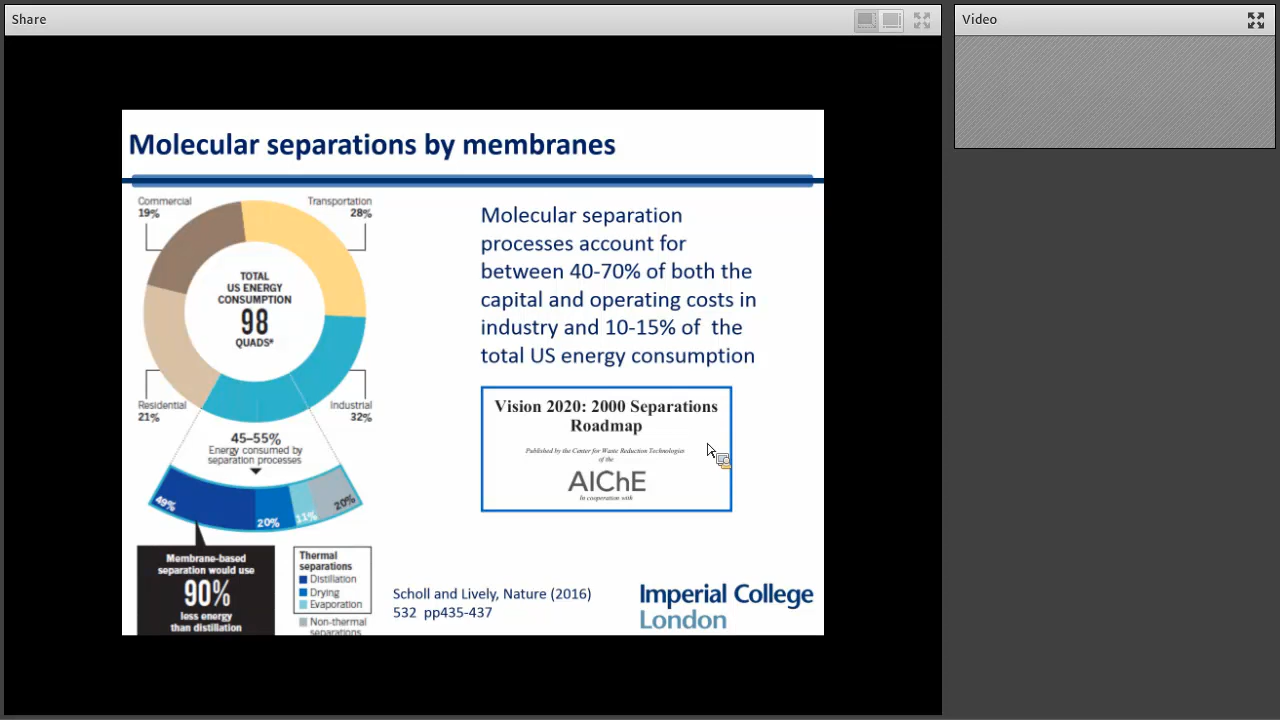 Share
Video
Molecular separations by membranes
Commercial
19%
Transportation
28%
TOTAL
US ENERGY
CONSUMPTION
98
QUADS*
Residential
21%
Industrial
32%
45–55%
Energy consumed by
separation processes
49%
20%
11%
20%
Membrane-based
separation would use
90%
less energy
than distillation
Thermal
separations
Distillation
Drying
Evaporation
Non-thermal
separations
Molecular separation
processes account for
between 40-70% of both the
capital and operating costs in
industry and 10-15% of the
total US energy consumption
Vision 2020: 2000 Separations
Roadmap
Published by the Center for Waste Reduction Technologies
of the
AIChE
In cooperation with
Scholl and Lively, Nature (2016)
532 pp435-437
Imperial College
London